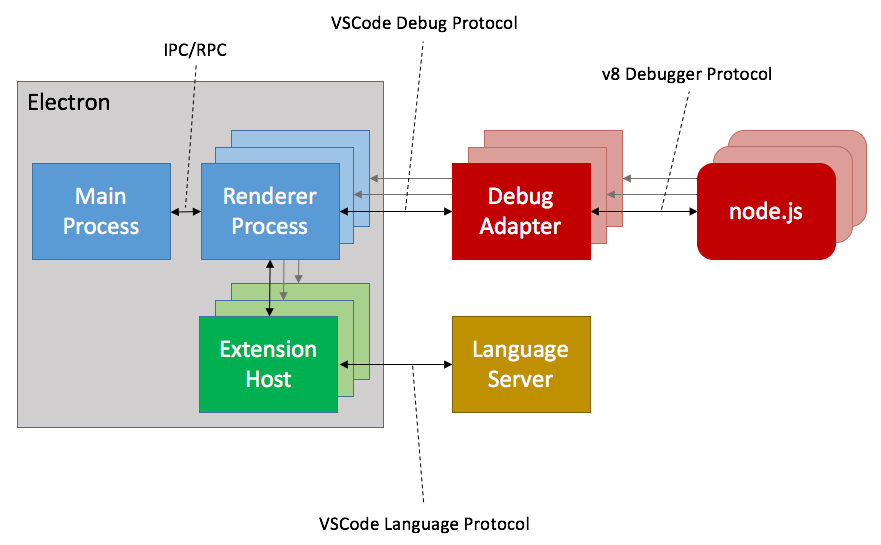 VSCode Debug Protocol
IPC/RPC
v8 Debugger Protocol
Electron
Main
Process
Renderer
Process
Debug
Adapter
node.js
Extension
Host
Language
Server
VSCode Language Protocol